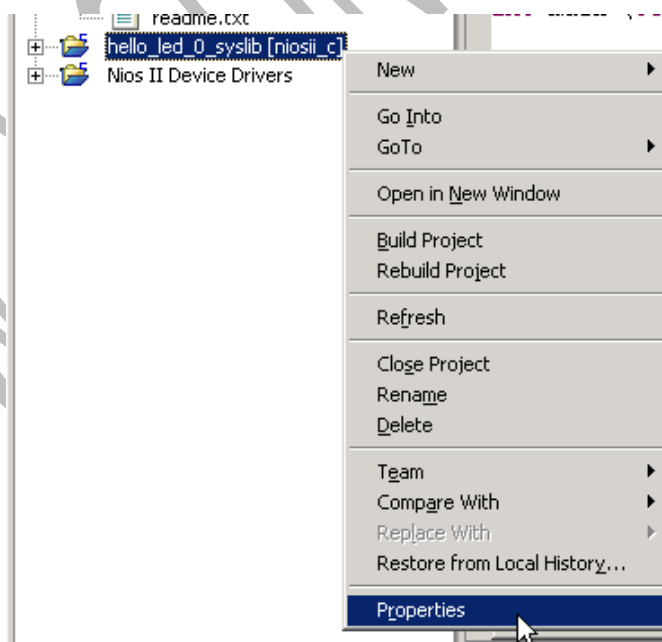 readme.txt
hello_led_0_syslib [niosii_c]
Nios II Device Drivers
New
Go Into
GoTo
Open in New Window
Build Project
Rebuild Project
Refresh
Close Project
Rename
Delete
Team
Compare With
Replace With
Restore from Local History...
Properties